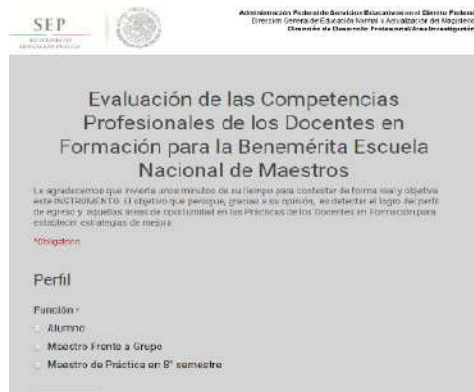 SEP
SECRETARÍA DE
EDUCACIÓN PÚBLICA
Administración Federal de Servicios Educativos en el Distrito Federal
Dirección General de Educación Normal y Actualización del Magisterio
Dirección de Desarrollo Profesional/Área Investigación
Evaluación de las Competencias
Profesionales de los Docentes en
Formación para la Benemérita Escuela
Nacional de Maestros
Le agradecemos que invierta unos minutos de su tiempo para contestar de forma real y objetiva
este INSTRUMENTO. El objetivo que persigue, gracias a su opinión, es detectar el logro del perfil
de egreso y aquellas áreas de oportunidad en las Prácticas de los Docentes en Formación para
establecer estrategias de mejora.
*Obligatorio
Perfil
Función *
Alumno
Maestro Frente a Grupo
Maestro de Práctica en 8° semestre